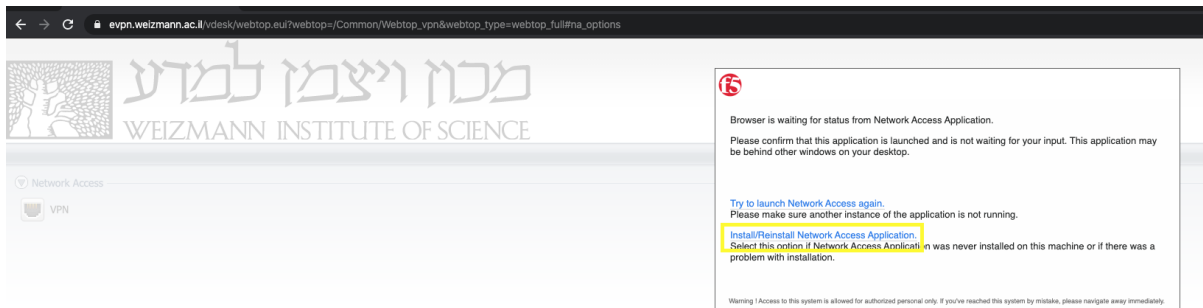 evpn.weizmann.ac.il/vdesk/webtop.eui?webtop=/Common/Webtop_vpn&webtop_type=webtop_full#na_options
מכון ויצמן למדע
WEIZMANN INSTITUTE OF SCIENCE
Network Access
VPN
f5
Browser is waiting for status from Network Access Application.
Please confirm that this application is launched and is not waiting for your input. This application may
be behind other windows on your desktop.
Try to launch Network Access again.
Please make sure another instance of the application is not running.
Install/Reinstall Network Access Application.
Select this option if Network Access Application was never installed on this machine or if there was a
problem with installation.
Warning ! Access to this system is allowed for authorized personal only. If you've reached this system by mistake, please navigate away immediately.